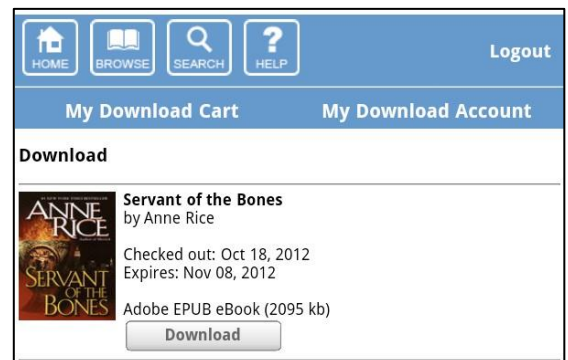 HOME BROWSE SEARCH ? HELP Logout
My Download Cart My Download Account
Download
ANNE
RICE
SERVANT
OF THE
BONES
Servant of the Bones
by Anne Rice
Checked out: Oct 18, 2012
Expires: Nov 08, 2012
Adobe EPUB eBook (2095 kb)
Download